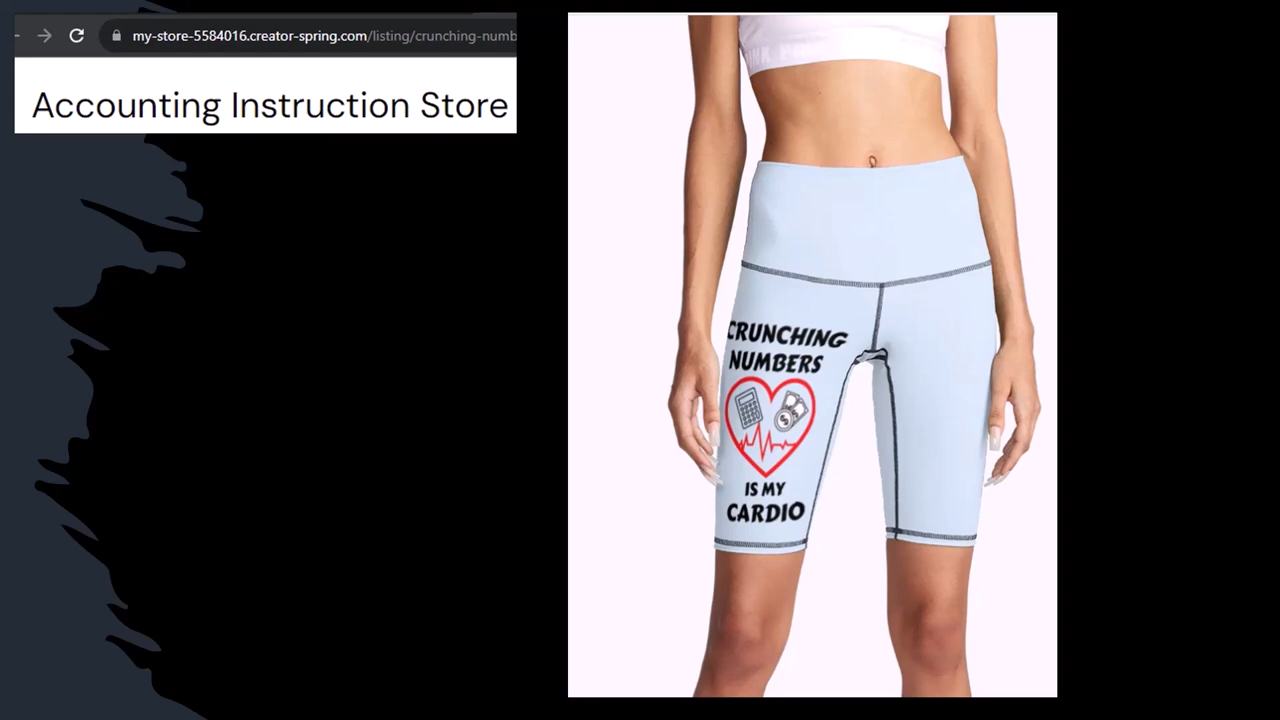 my-store-5584016.creator-spring.com/listing/crunching-numb
Accounting Instruction Store
CRUNCHING
NUMBERS
IS MY
CARDIO